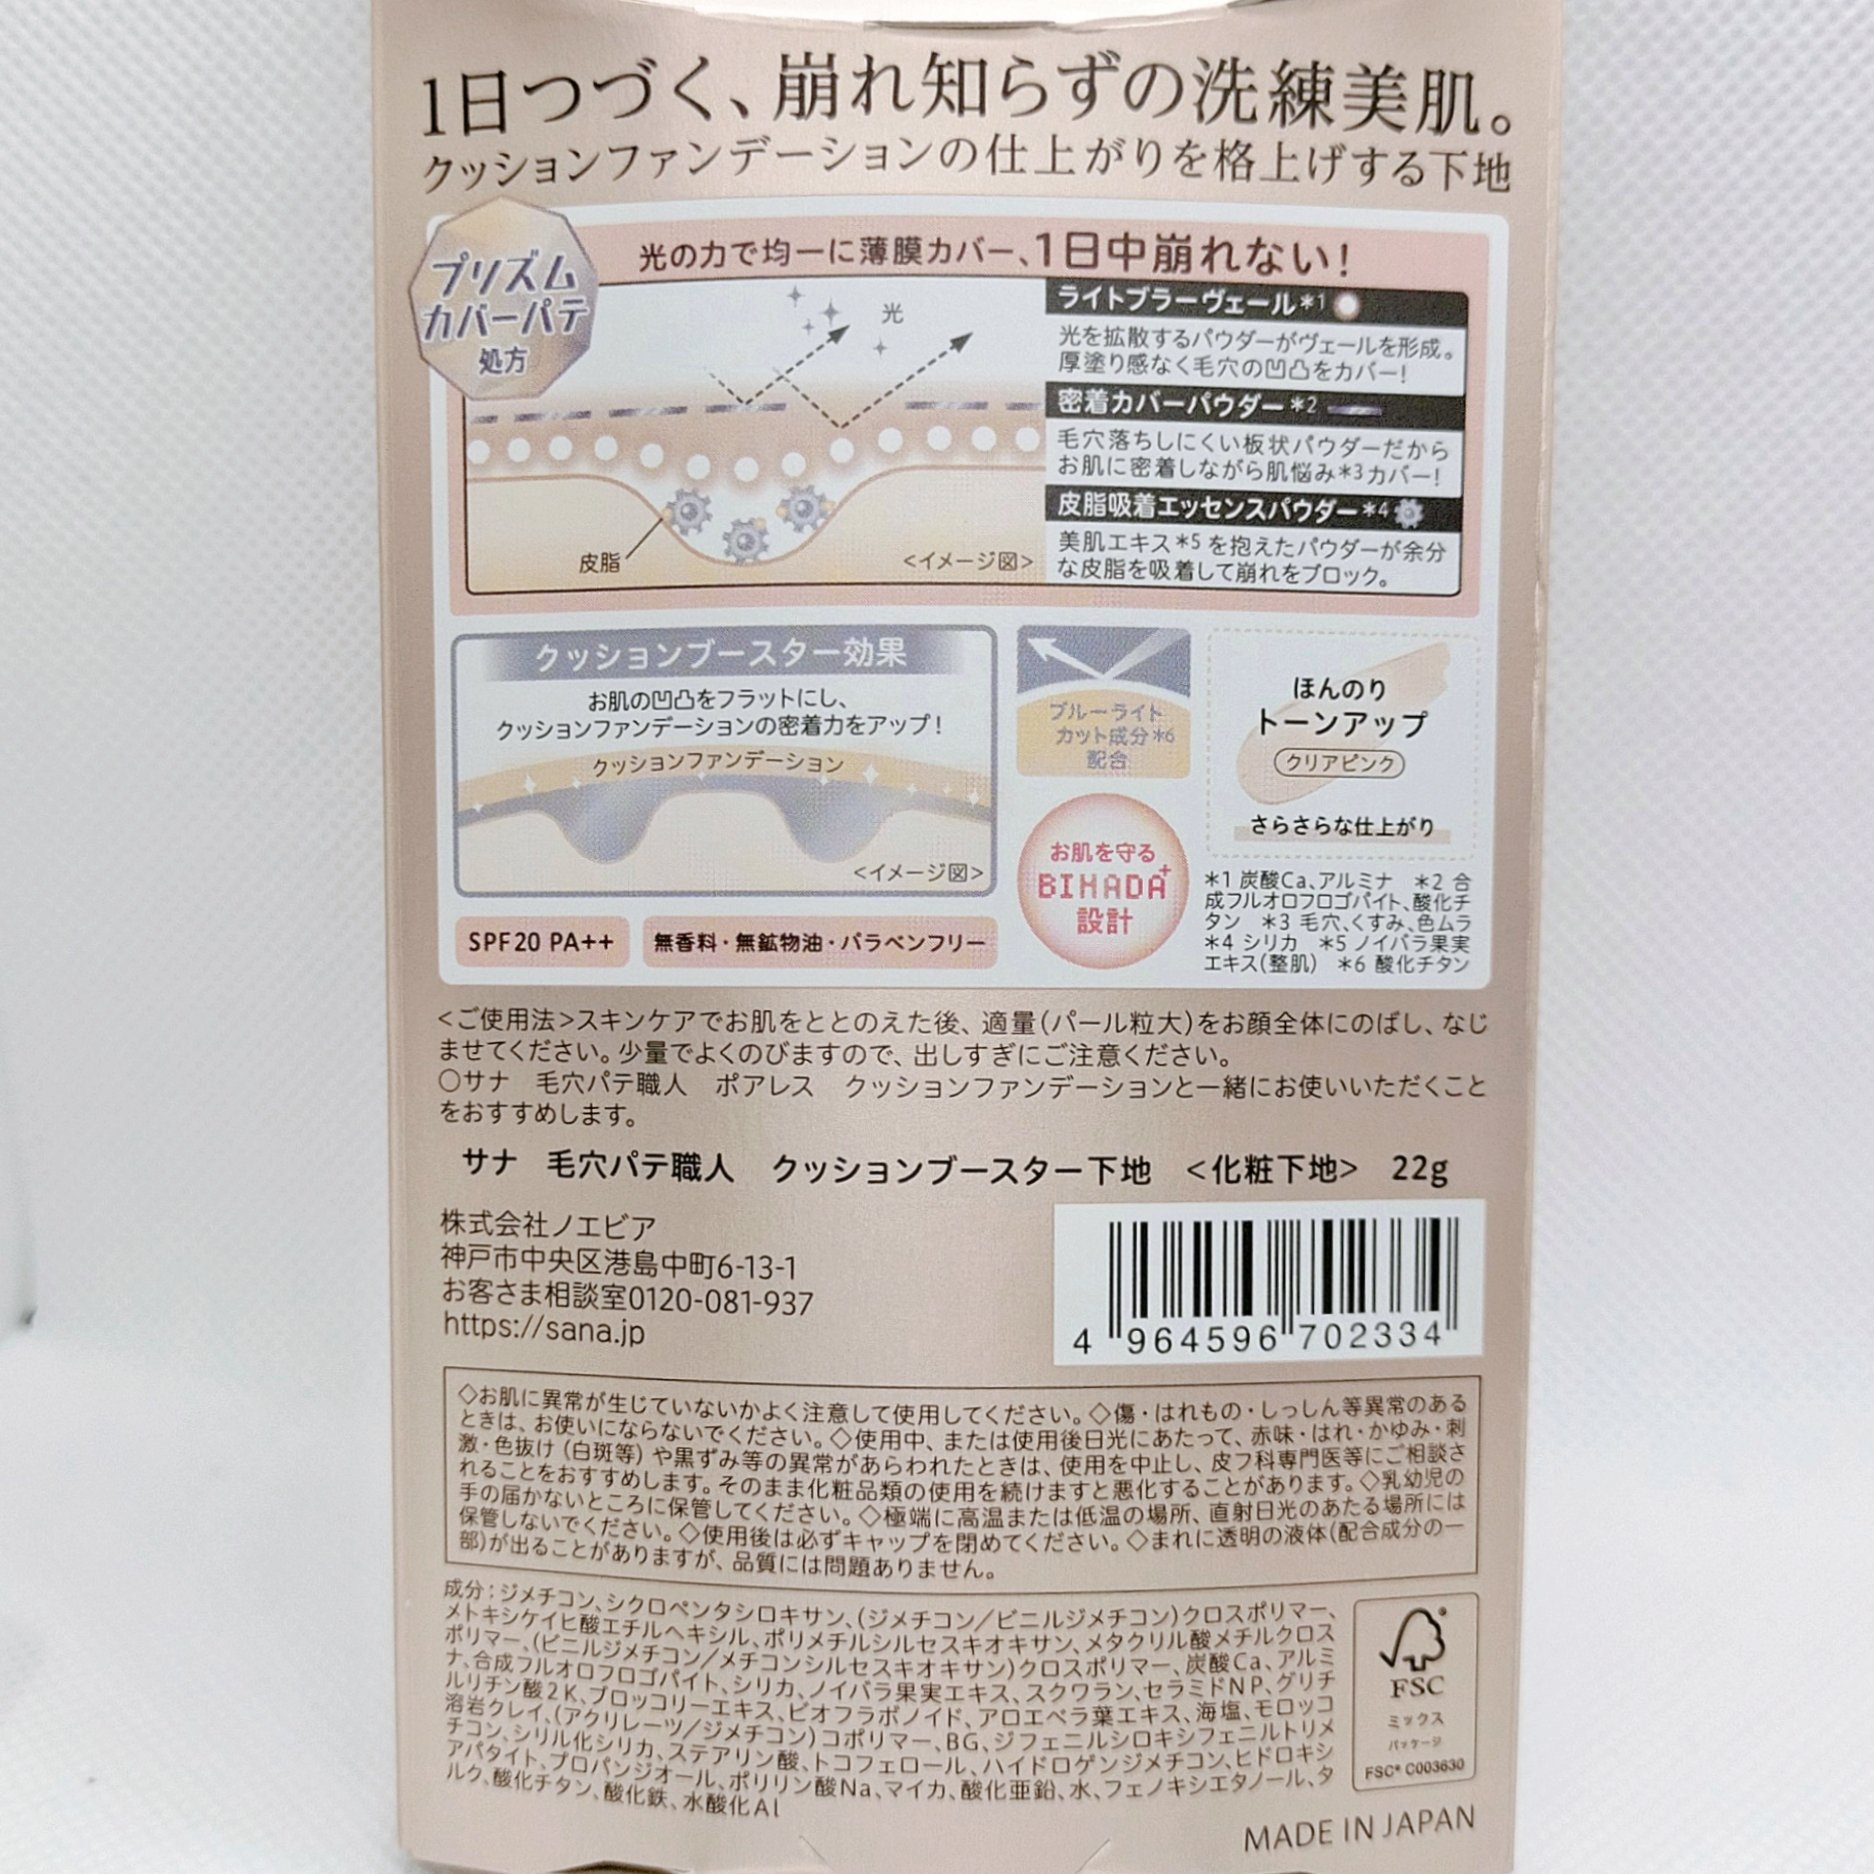 1日つづく、崩れ知らずの洗練美肌。
クッションファンデーションの仕上がりを格上げする下地
プリズム
カバーパテ
処方
光の力で均一に薄膜カバー、1日中崩れない!
光
皮脂
<イメージ図>
ライトブラーヴェール*1
光を拡散するパウダーがヴェールを形成。
厚塗り感なく毛穴の凹凸をカバー!
密着カバーパウダー*2
毛穴落ちしにくい板状パウダーだから
お肌に密着しながら肌悩み*3カバー!
皮脂吸着エッセンスパウダー*4
美肌エキス*5を抱えたパウダーが余分
な皮脂を吸着して崩れをブロック。
クッションブースター効果
お肌の凹凸をフラットにし、
クッションファンデーションの密着力をアップ!
クッションファンデーション
<イメージ図>
SPF20 PA++
無香料・無鉱物油・パラベンフリー
ブルーライト
カット成分*6
配合
お肌を守る
BIHADA+
設計
ほんのり
トーンアップ
クリアピンク
さらさらな仕上がり
*1 炭酸Ca、アルミナ *2 合
成フルオロフロゴパイト、酸化チ
タン *3 毛穴、くすみ、色ムラ
*4 シリカ *5 ノイバラ果実
エキス(整肌) *6 酸化チタン
<ご使用法>スキンケアでお肌をととのえた後、適量(パール粒大)をお顔全体にのばし、なじ
ませてください。少量でよくのびますので、出しすぎにご注意ください。
○サナ 毛穴パテ職人 ポアレス クッションファンデーションと一緒にお使いいただくこと
をおすすめします。
サナ 毛穴パテ職人 クッションブースター下地 <化粧下地> 22g
株式会社ノエビア
神戸市中央区港島中町6-13-1
お客さま相談室0120-081-937
https://sana.jp
4 964596 702334
◇お肌に異常が生じていないかよく注意して使用してください。◇傷・はれもの・しっしん等異常のある
ときは、お使いにならないでください。◇使用中、または使用後日光にあたって、赤味・はれ・かゆみ・刺
激・色抜け(白斑等)や黒ずみ等の異常があらわれたときは、使用を中止し、皮フ科専門医等にご相談さ
れることをおすすめします。そのまま化粧品類の使用を続けますと悪化することがあります。◇乳幼児の
手の届かないところに保管してください。◇極端に高温または低温の場所、直射日光のあたる場所には
保管しないでください。◇使用後は必ずキャップを閉めてください。◇まれに透明の液体(配合成分の一
部)が出ることがありますが、品質には問題ありません。
成分:ジメチコン、シクロペンタシロキサン、(ジメチコン/ビニルジメチコン)クロスポリマー、
メトキシケイヒ酸エチルヘキシル、ポリメチルシルセスキオキサン、メタクリル酸メチルクロス
ポリマー、(ビニルジメチコン/メチコンシルセスキオキサン)クロスポリマー、炭酸Ca、アルミ
ナ、合成フルオロフロゴパイト、シリカ、ノイバラ果実エキス、スクワラン、セラミドNP、グリチ
ルリチン酸2K、ブロッコリーエキス、ビオフラボノイド、アロエベラ葉エキス、海塩、モロッコ
溶岩クレイ、(アクリレーツ/ジメチコン)コポリマー、BG、ジフェニルシロキシフェニルトリメ
チコン、シリル化シリカ、ステアリン酸、トコフェロール、ハイドロゲンジメチコン、ヒドロキシ
アパタイト、プロパンジオール、ポリリン酸Na、マイカ、酸化亜鉛、水、フェノキシエタノール、タ
ルク、酸化チタン、酸化鉄、水酸化Al
FSC
ミックス
パッケージ
FSC® C003630
MADE IN JAPAN